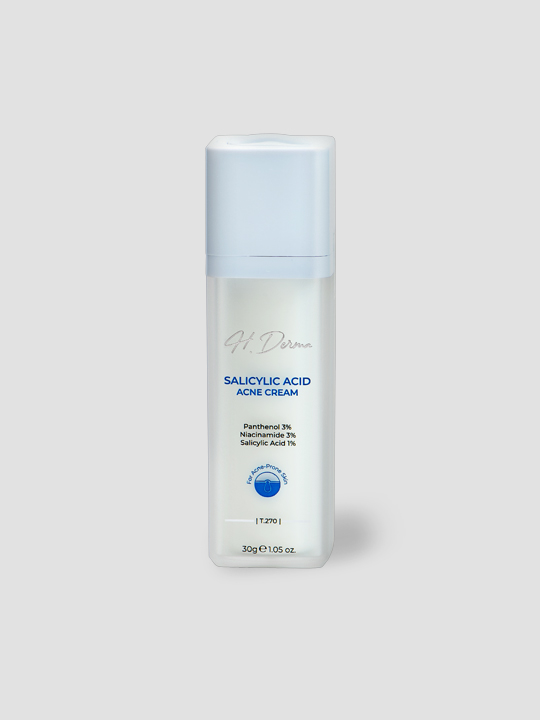 H. Derma
SALICYLIC ACID
ACNE CREAM
Panthenol 3%
Niacinamide 3%
Salicylic Acid 1%
For Acne-Prone Skin
| T.270 |
30g ℮ 1.05 oz.